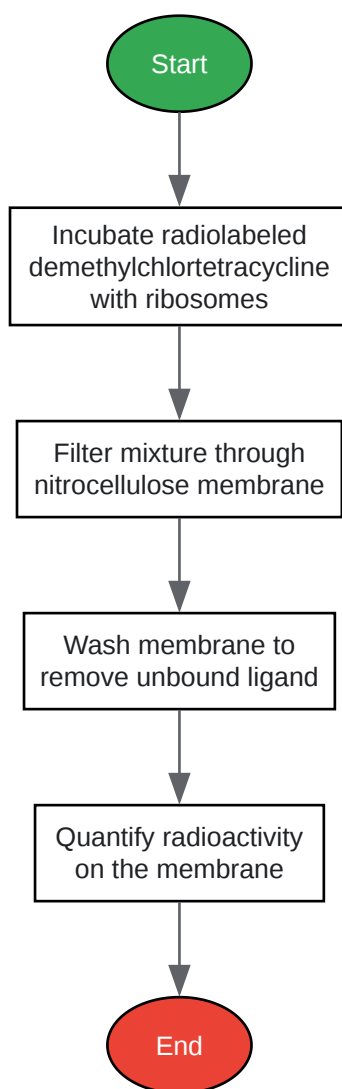 Start
Incubate radiolabeled
demethylchlortetracycline
with ribosomes
Filter mixture through
nitrocellulose membrane
Wash membrane to
remove unbound ligand
Quantify radioactivity
on the membrane
End